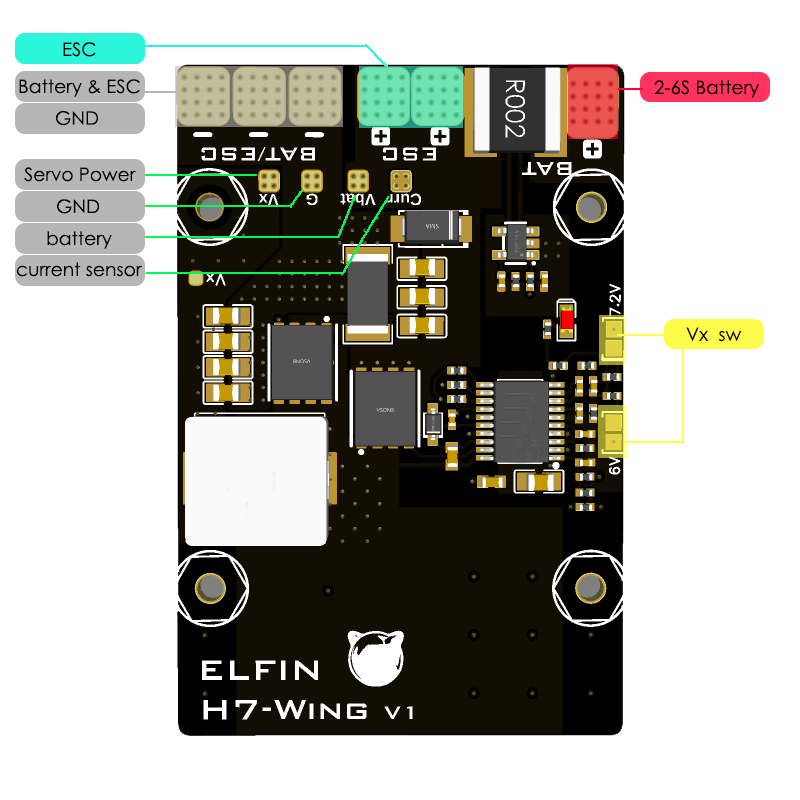 ESC
Battery & ESC
GND
2-6S Battery
R002
BAT/ESC
ESC
BAT
Servo Power
GND
battery
current sensor
Vx
G
Vbat
Curr
SMA
Vx
7.2V
Vx sw
6V
ELFIN
H7-WING V1